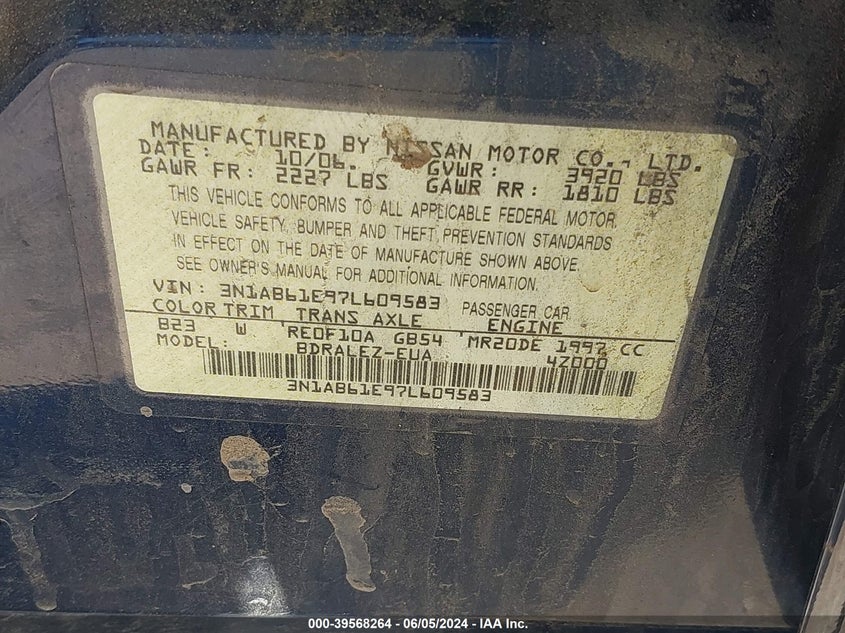 MANUFACTURED BY NISSAN MOTOR CO., LTD.
DATE: 10/06. GVWR: 3920 LBS
GAWR FR: 2227 LBS GAWR RR: 1810 LBS
THIS VEHICLE CONFORMS TO ALL APPLICABLE FEDERAL MOTOR
VEHICLE SAFETY, BUMPER AND THEFT PREVENTION STANDARDS
IN EFFECT ON THE DATE OF MANUFACTURE SHOWN ABOVE.
SEE OWNER'S MANUAL FOR ADDITIONAL INFORMATION.
VIN: 3N1AB61E97L609583 PASSENGER CAR
COLOR TRIM TRANS AXLE ENGINE
B23 W RE0F10A GB54 MR20DE 1997 CC
MODEL: BDRALEZ-EUA 4Z000
3N1AB61E97L609583
000-39568264 - 06/05/2024 - IAA Inc.